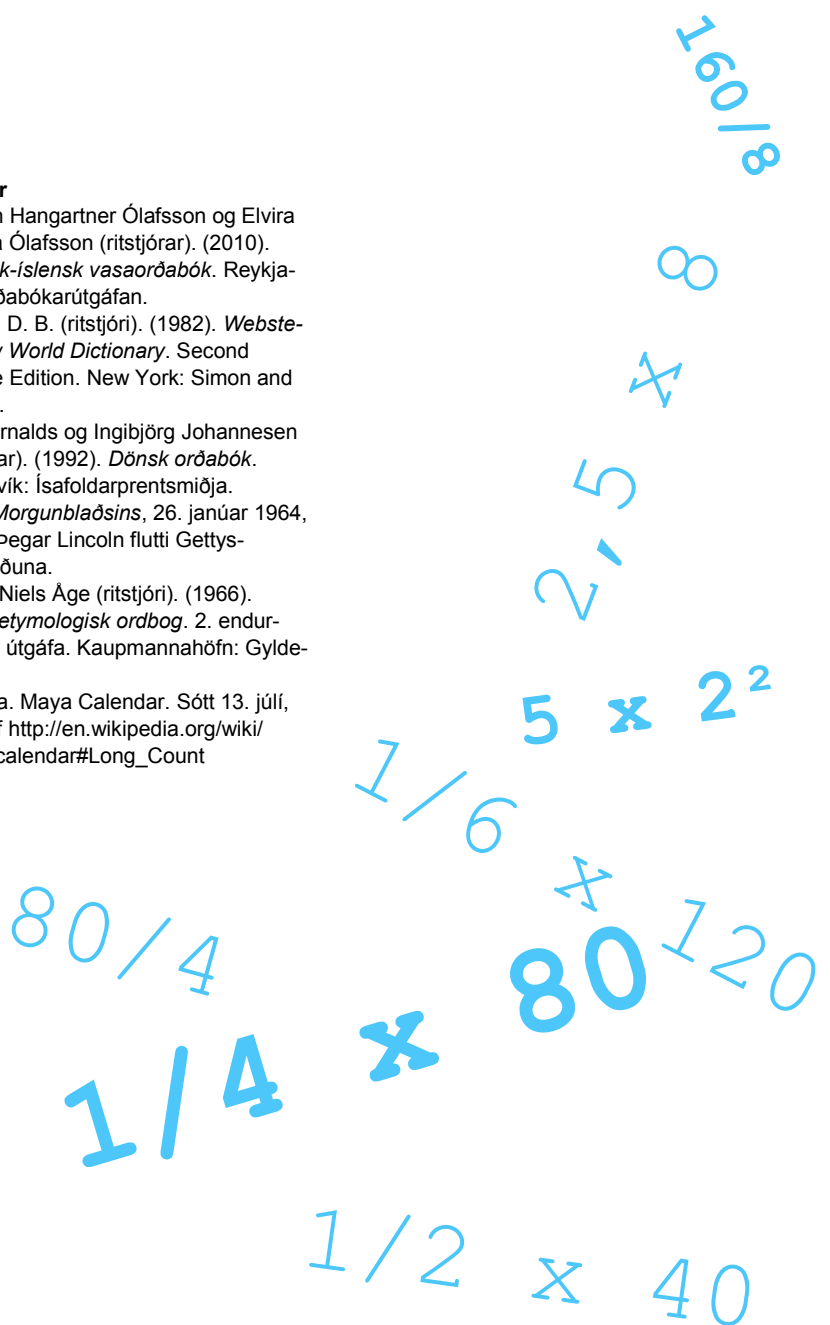 160/8
r
n Hangartner Ólafsson og Elvira
a Ólafsson (ritstjórar). (2010).
k-íslensk vasaorðabók. Reykja-
ðabókarútgáfan.
, D. B. (ritstjóri). (1982). Webste-
v World Dictionary. Second
e Edition. New York: Simon and
.
rnalds og Ingibjörg Johannesen
ar). (1992). Dönsk orðabók.
vík: Ísafoldarprentsmiðja.
Morgunblaðsins, 26. janúar 1964,
Þegar Lincoln flutti Gettys-
ðuna.
Niels Åge (ritstjóri). (1966).
etymologisk ordbog. 2. endur-
útgáfa. Kaupmannahöfn: Gylde-
a. Maya Calendar. Sótt 13. júlí,
f http://en.wikipedia.org/wiki/
calendar#Long_Count
2,5 x 8
5 x 2²
1/6 x 120
80/4
1/4 x 80
1/2 x 40